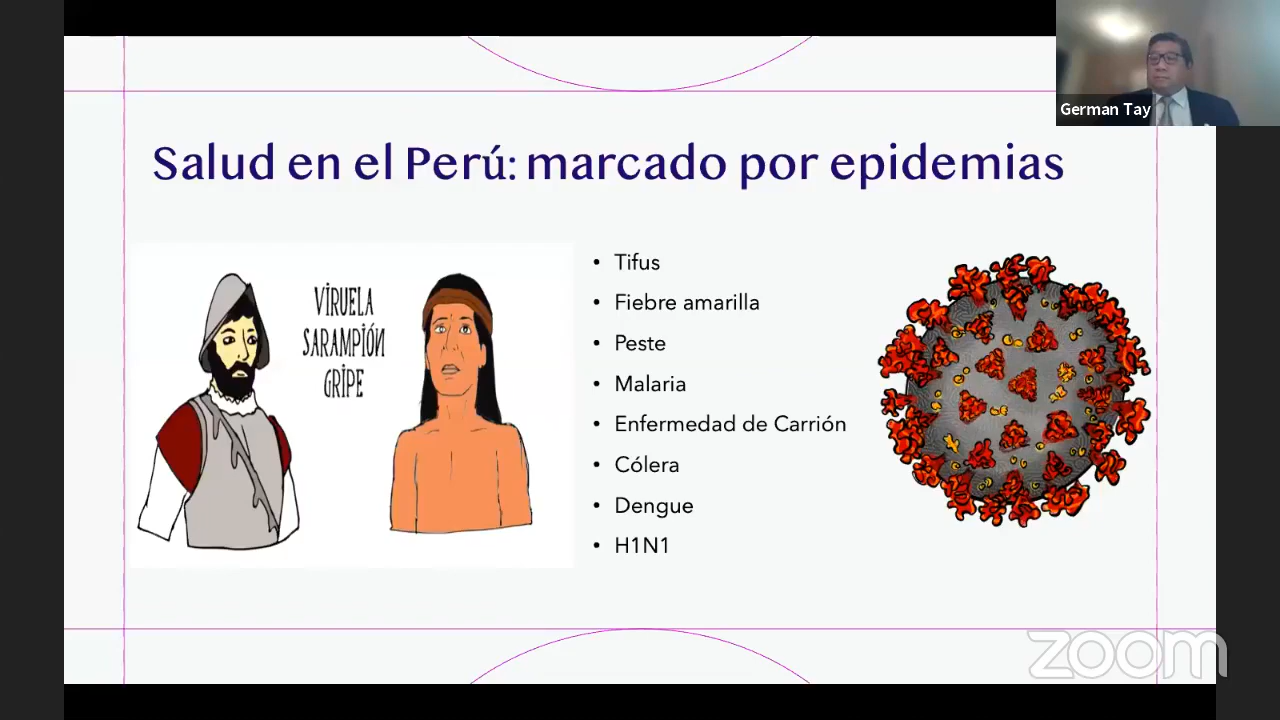 German Tay
Salud en el Perú: marcado por epidemias
VIRUELA
SARAMPIÓN
GRIPE
• Tifus
• Fiebre amarilla
• Peste
• Malaria
• Enfermedad de Carrión
• Cólera
• Dengue
• H1N1
zoom